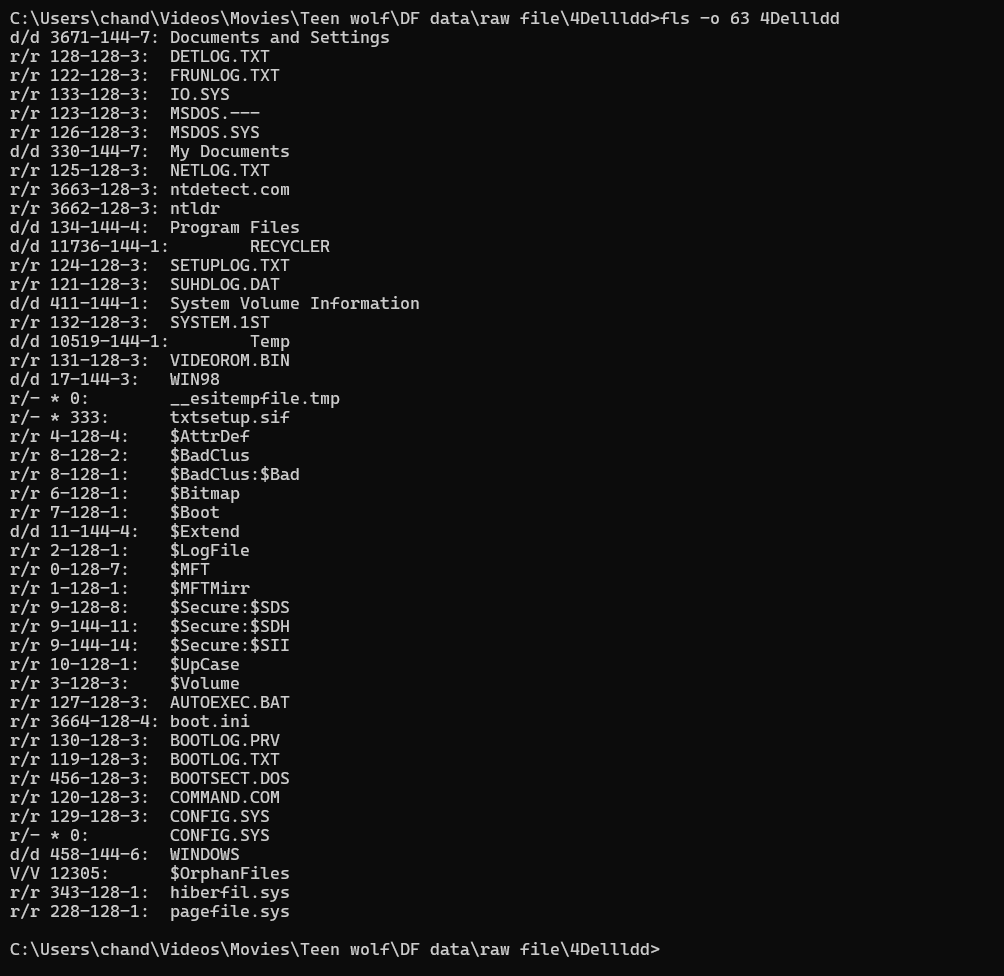 C:\Users\chand\Videos\Movies\Teen wolf\DF data\raw file\4Dellldd>fls -o 63 4Dellldd
d/d 3671-144-7: Documents and Settings
r/r 128-128-3:  DETLOG.TXT
r/r 122-128-3:  FRUNLOG.TXT
r/r 133-128-3:  IO.SYS
r/r 123-128-3:  MSDOS.---
r/r 126-128-3:  MSDOS.SYS
d/d 330-144-7:  My Documents
r/r 125-128-3:  NETLOG.TXT
r/r 3663-128-3: ntdetect.com
r/r 3662-128-3: ntldr
d/d 134-144-4:  Program Files
d/d 11736-144-1:        RECYCLER
r/r 124-128-3:  SETUPLOG.TXT
r/r 121-128-3:  SUHDLOG.DAT
d/d 411-144-1:  System Volume Information
r/r 132-128-3:  SYSTEM.1ST
d/d 10519-144-1:        Temp
r/r 131-128-3:  VIDEOROM.BIN
d/d 17-144-3:   WIN98
r/- * 0:        __esitempfile.tmp
r/- * 333:      txtsetup.sif
r/r 4-128-4:    $AttrDef
r/r 8-128-2:    $BadClus
r/r 8-128-1:    $BadClus:$Bad
r/r 6-128-1:    $Bitmap
r/r 7-128-1:    $Boot
d/d 11-144-4:   $Extend
r/r 2-128-1:    $LogFile
r/r 0-128-7:    $MFT
r/r 1-128-1:    $MFTMirr
r/r 9-128-8:    $Secure:$SDS
r/r 9-144-11:   $Secure:$SDH
r/r 9-144-14:   $Secure:$SII
r/r 10-128-1:   $UpCase
r/r 3-128-3:    $Volume
r/r 127-128-3:  AUTOEXEC.BAT
r/r 3664-128-4: boot.ini
r/r 130-128-3:  BOOTLOG.PRV
r/r 119-128-3:  BOOTLOG.TXT
r/r 456-128-3:  BOOTSECT.DOS
r/r 120-128-3:  COMMAND.COM
r/r 129-128-3:  CONFIG.SYS
r/- * 0:        CONFIG.SYS
d/d 458-144-6:  WINDOWS
V/V 12305:      $OrphanFiles
r/r 343-128-1:  hiberfil.sys
r/r 228-128-1:  pagefile.sys
C:\Users\chand\Videos\Movies\Teen wolf\DF data\raw file\4Dellldd>